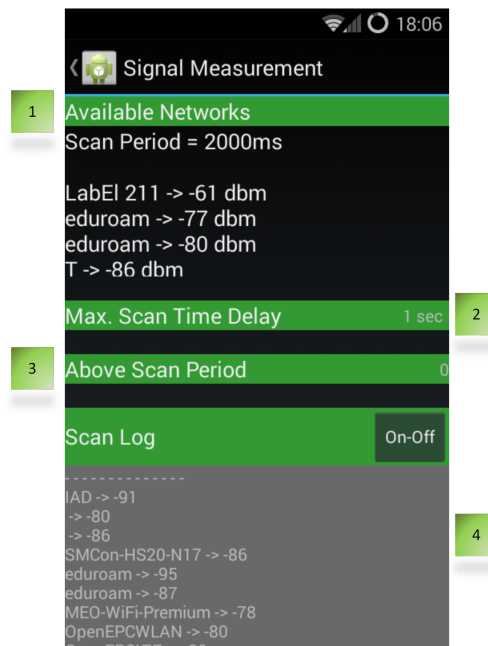 18:06
Signal Measurement
1
Available Networks
Scan Period = 2000ms
LabEl 211 -> -61 dbm
eduroam -> -77 dbm
eduroam -> -80 dbm
T -> -86 dbm
Max. Scan Time Delay 1 sec
2
3
Above Scan Period 0
Scan Log On-Off
--------------
IAD -> -91
-> -80
-> -86
SMCon-HS20-N17 -> -86
4
eduroam -> -95
eduroam -> -87
MEO-WiFi-Premium -> -78
OpenEPCWLAN -> -80